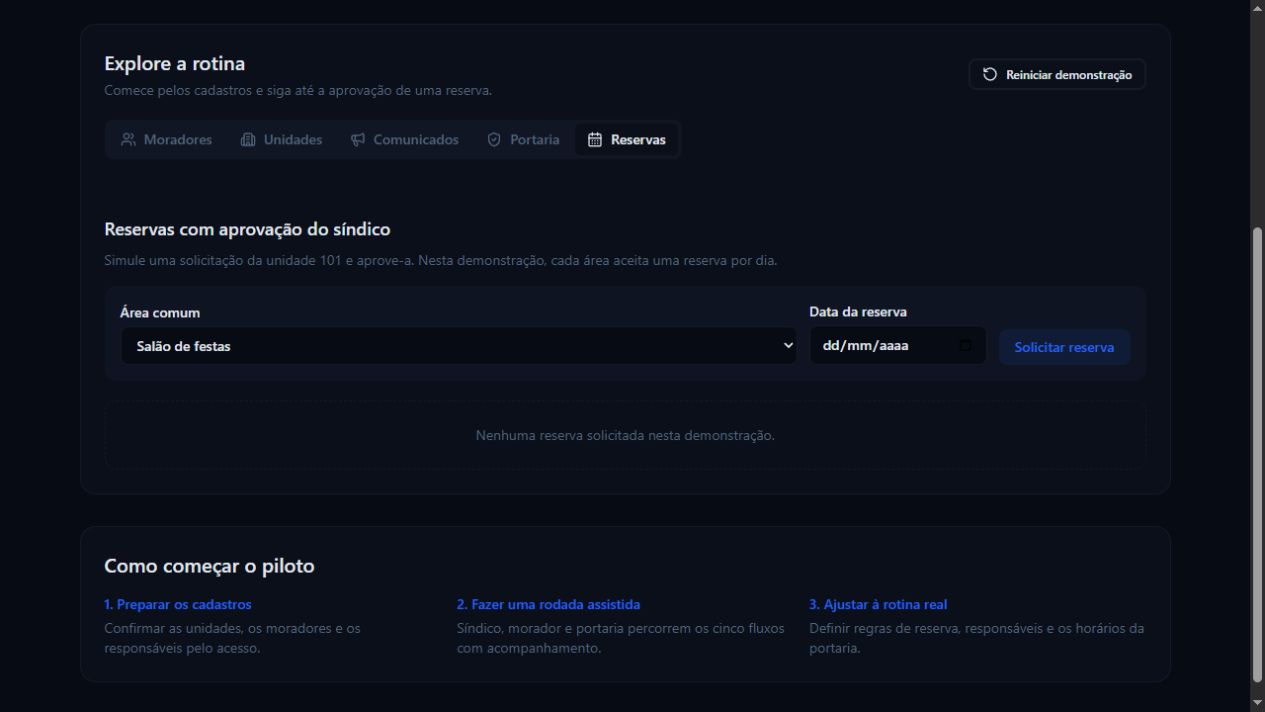 Explore a rotina
Comece pelos cadastros e siga até a aprovação de uma reserva.
Reiniciar demonstração
Moradores
Unidades
Comunicados
Portaria
Reservas
Reservas com aprovação do síndico
Simule uma solicitação da unidade 101 e aprove-a. Nesta demonstração, cada área aceita uma reserva por dia.
Área comum
Salão de festas
Data da reserva
dd/mm/aaaa
Solicitar reserva
Nenhuma reserva solicitada nesta demonstração.
Como começar o piloto
1. Preparar os cadastros
Confirmar as unidades, os moradores e os
responsáveis pelo acesso.
2. Fazer uma rodada assistida
Síndico, morador e portaria percorrem os cinco fluxos
com acompanhamento.
3. Ajustar à rotina real
Definir regras de reserva, responsáveis e os horários da
portaria.